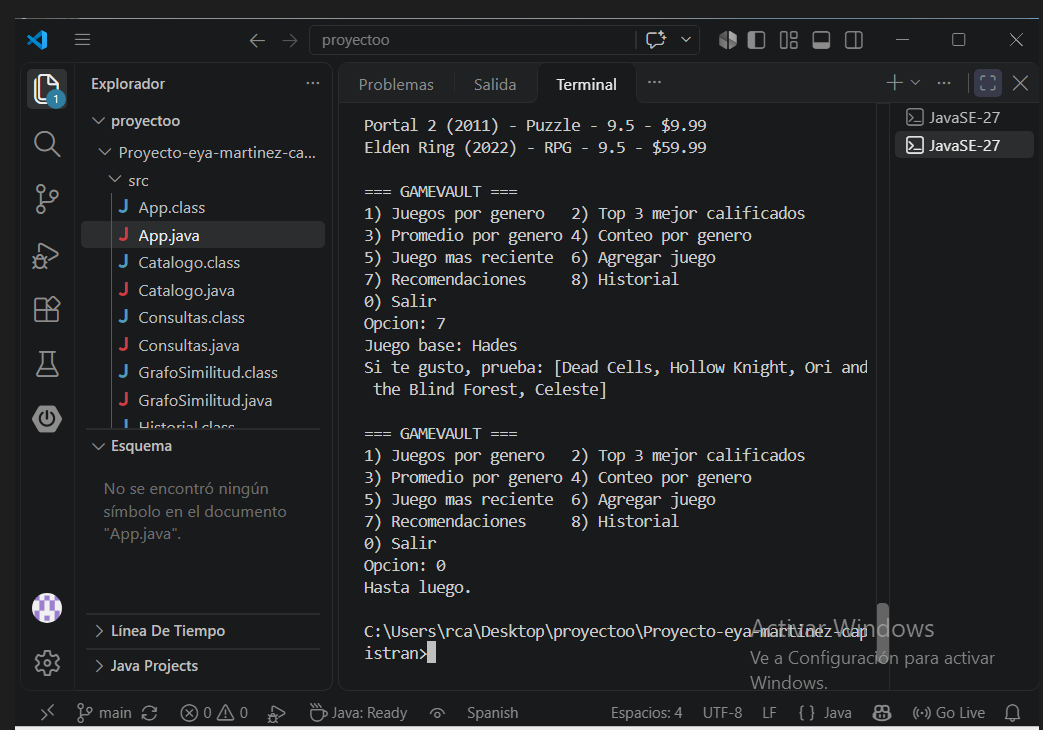 proyectoo
Explorador
1
proyectoo
Proyecto-eya-martinez-ca...
src
J App.class
J App.java
J Catalogo.class
J Catalogo.java
J Consultas.class
J Consultas.java
J GrafoSimilitud.class
J GrafoSimilitud.java
J Historial.class
Esquema
No se encontró ningún
símbolo en el documento
"App.java".
Línea De Tiempo
Java Projects
Problemas Salida Terminal
Portal 2 (2011) - Puzzle - 9.5 - $9.99
Elden Ring (2022) - RPG - 9.5 - $59.99
=== GAMEVAULT ===
1) Juegos por genero 2) Top 3 mejor calificados
3) Promedio por genero 4) Conteo por genero
5) Juego mas reciente 6) Agregar juego
7) Recomendaciones 8) Historial
0) Salir
Opcion: 7
Juego base: Hades
Si te gusto, prueba: [Dead Cells, Hollow Knight, Ori and
the Blind Forest, Celeste]
=== GAMEVAULT ===
1) Juegos por genero 2) Top 3 mejor calificados
3) Promedio por genero 4) Conteo por genero
5) Juego mas reciente 6) Agregar juego
7) Recomendaciones 8) Historial
0) Salir
Opcion: 0
Hasta luego.
C:\Users\rca\Desktop\proyectoo\Proyecto-eya-martinez-cap
istran>
JavaSE-27
JavaSE-27
Activar Windows
Ve a Configuración para activar
Windows.
main 0 0 Java: Ready Spanish Espacios: 4 UTF-8 LF {} Java Go Live